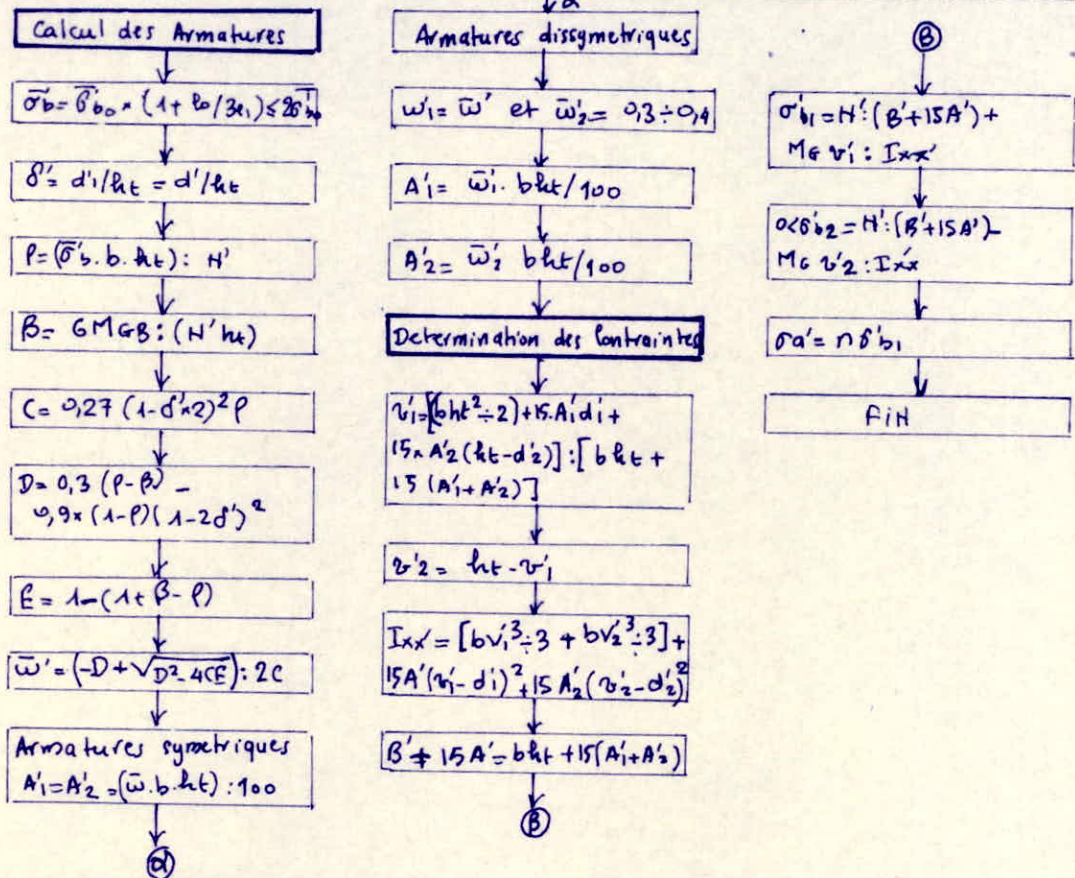 Calcul des Armatures
σ̄'b = σ̄'b0 × (1 + e0/3e1) ≤ 2σ̄'b0
δ' = d'1/ht = d'/ht
ρ = (σ̄'b. b. ht) : N'
β = 6MGB : (N' ht)
C = 0,27 (1-δ'×2)² ρ
D = 0,3 (ρ-β) -
0,9× (1-ρ)(1-2δ')²
E = 1-(1+β-ρ)
ω̄' = (-D + √D²-4CE) : 2C
Armatures symetriques
A'1 = A'2 = (ω̄. b. ht) : 100
α
α
Armatures dissymetriques
ω'1 = ω̄' et ω̄'2 = 0,3 ÷ 0,4
A'1 = ω̄'1. bht/100
A'2 = ω̄'2 bht/100
Determination des Contraintes
v'1 = [(bht² ÷ 2) + 15.A'1d'1 +
15×A'2 (ht-d'2)] : [bht +
15 (A'1+A'2)]
v'2 = ht - v'1
Ixx' = [bv'1³ ÷ 3 + bv'2³ ÷ 3] +
15A'(v'1-d'1)² + 15A'2(v'2-d'2)²
B' + 15A' = bht + 15(A'1+A'2)
B
B
σ'b1 = N' : (B'+15A') +
MG v'1 : Ixx'
0<σ'b2 = N' : (B'+15A') -
MG v'2 : Ixx'
σa' = nσ'b1
FiN